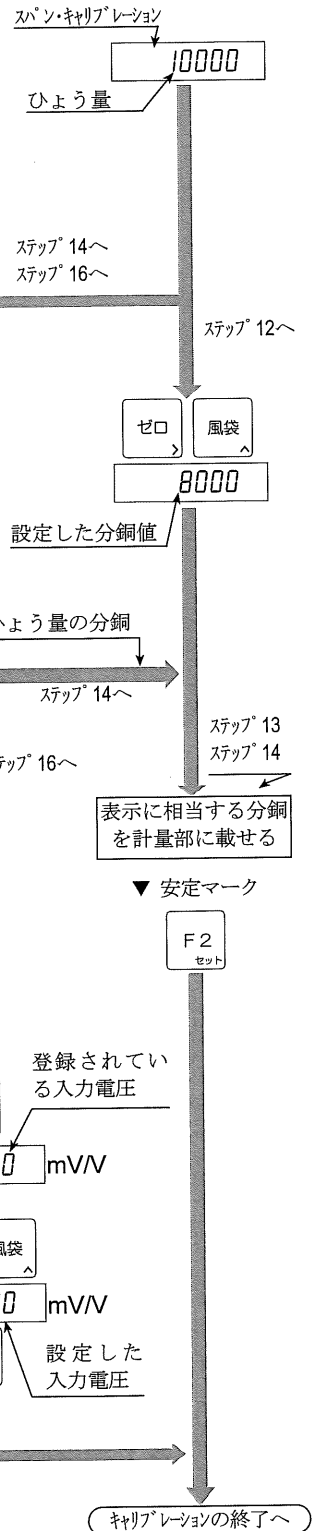 スパン・キャリブレーション
10000
ひょう量
ステップ14へ
ステップ16へ
ステップ12へ
ゼロ
>
風袋
^
8000
設定した分銅値
ひょう量の分銅
ステップ14へ
ステップ13
ステップ14
テップ16へ
表示に相当する分銅
を計量部に載せる
▼ 安定マーク
F2
セット
登録されてい
る入力電圧
0 mV/V
風袋
^
0 mV/V
設定した
入力電圧
キャリブレーションの終了へ